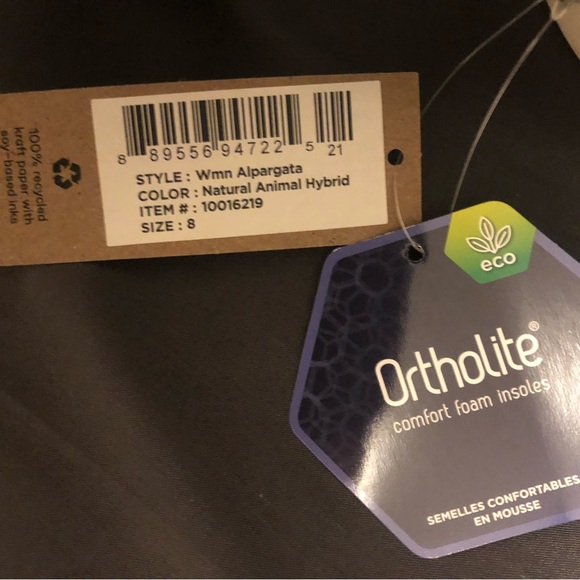 8 89556 94722 5 21
STYLE : Wmn Alpargata
COLOR : Natural Animal Hybrid
ITEM # : 10016219
SIZE : 8
100% recycled
kraft paper with
soy-based inks
eco
Ortholite®
comfort foam insoles
SEMELLES CONFORTABLES
EN MOUSSE